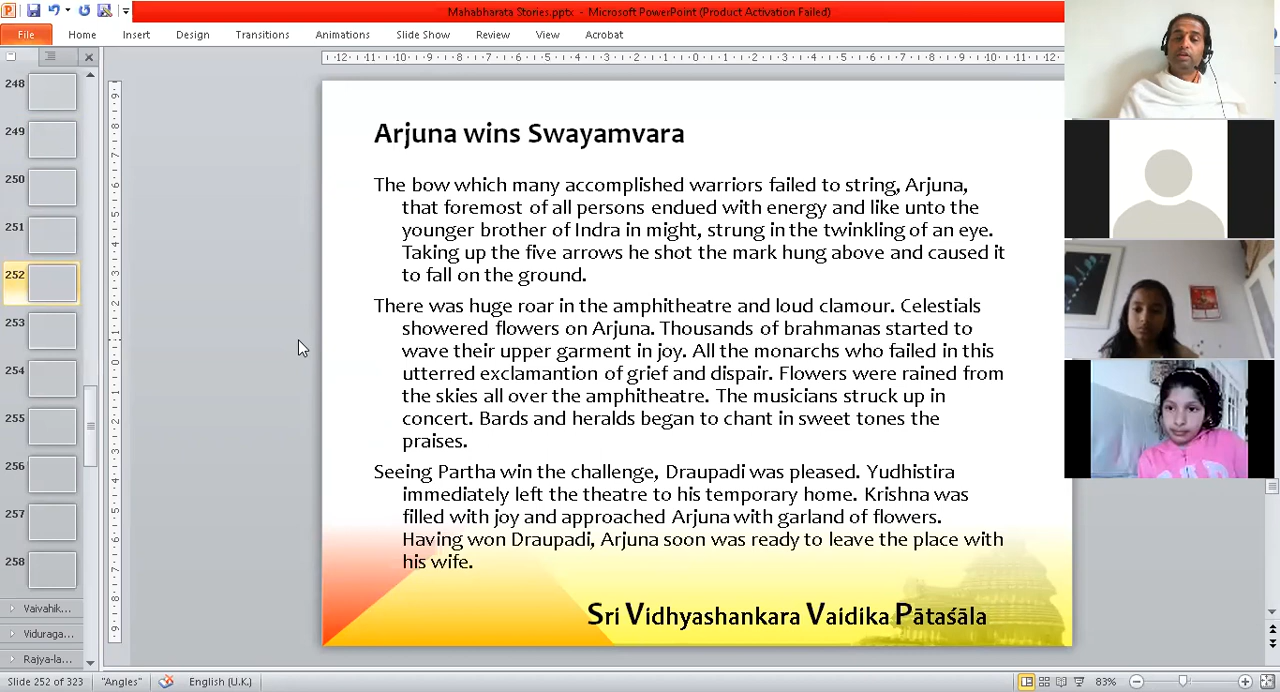 Mahabharata Stories.pptx - Microsoft PowerPoint (Product Activation Failed)
File Home Insert Design Transitions Animations Slide Show Review View Acrobat
248
249
250
251
252
253
254
255
256
257
258
Vaivahik...
Viduraga...
Rajya-la...
Arjuna wins Swayamvara
The bow which many accomplished warriors failed to string, Arjuna,
that foremost of all persons endued with energy and like unto the
younger brother of Indra in might, strung in the twinkling of an eye.
Taking up the five arrows he shot the mark hung above and caused it
to fall on the ground.
There was huge roar in the amphitheatre and loud clamour. Celestials
showered flowers on Arjuna. Thousands of brahmanas started to
wave their upper garment in joy. All the monarchs who failed in this
utterred exclamantion of grief and dispair. Flowers were rained from
the skies all over the amphitheatre. The musicians struck up in
concert. Bards and heralds began to chant in sweet tones the
praises.
Seeing Partha win the challenge, Draupadi was pleased. Yudhistira
immediately left the theatre to his temporary home. Krishna was
filled with joy and approached Arjuna with garland of flowers.
Having won Draupadi, Arjuna soon was ready to leave the place with
his wife.
Sri Vidhyashankara Vaidika Pātaśāla
Slide 252 of 323 "Angles" English (U.K.) 83%